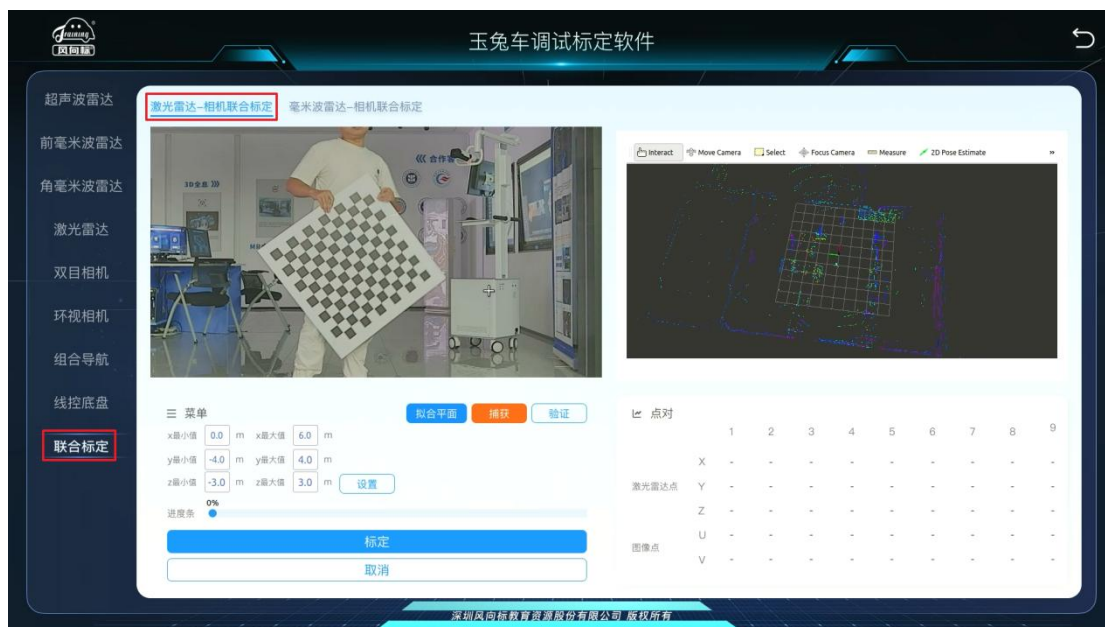 风向标
玉兔车调试标定软件
超声波雷达
前毫米波雷达
角毫米波雷达
激光雷达
双目相机
环视相机
组合导航
线控底盘
联合标定
激光雷达-相机联合标定 毫米波雷达-相机联合标定
Interact Move Camera Select Focus Camera Measure 2D Pose Estimate »
菜单 拟合平面 捕获 验证
x最小值 0.0 m x最大值 6.0 m
y最小值 -4.0 m y最大值 4.0 m
z最小值 -3.0 m z最大值 3.0 m 设置
0%
进度条
标定
取消
点对
1 2 3 4 5 6 7 8 9
X - - - - - - - - -
激光雷达点 Y - - - - - - - - -
Z - - - - - - - - -
U - - - - - - - - -
图像点
V - - - - - - - - -
深圳风向标教育资源股份有限公司 版权所有